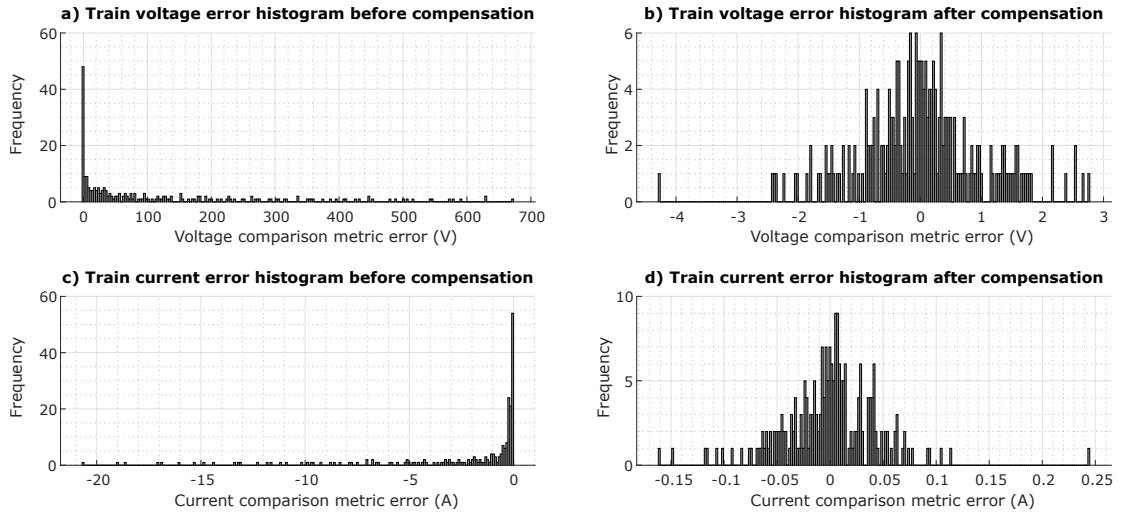 a) Train voltage error histogram before compensation
60
40
20
0
Frequency
0 100 200 300 400 500 600 700
Voltage comparison metric error (V)
b) Train voltage error histogram after compensation
6
4
2
0
Frequency
-4 -3 -2 -1 0 1 2 3
Voltage comparison metric error (V)
c) Train current error histogram before compensation
60
40
20
0
Frequency
-20 -15 -10 -5 0
Current comparison metric error (A)
d) Train current error histogram after compensation
10
5
0
Frequency
-0.15 -0.1 -0.05 0 0.05 0.1 0.15 0.2 0.25
Current comparison metric error (A)